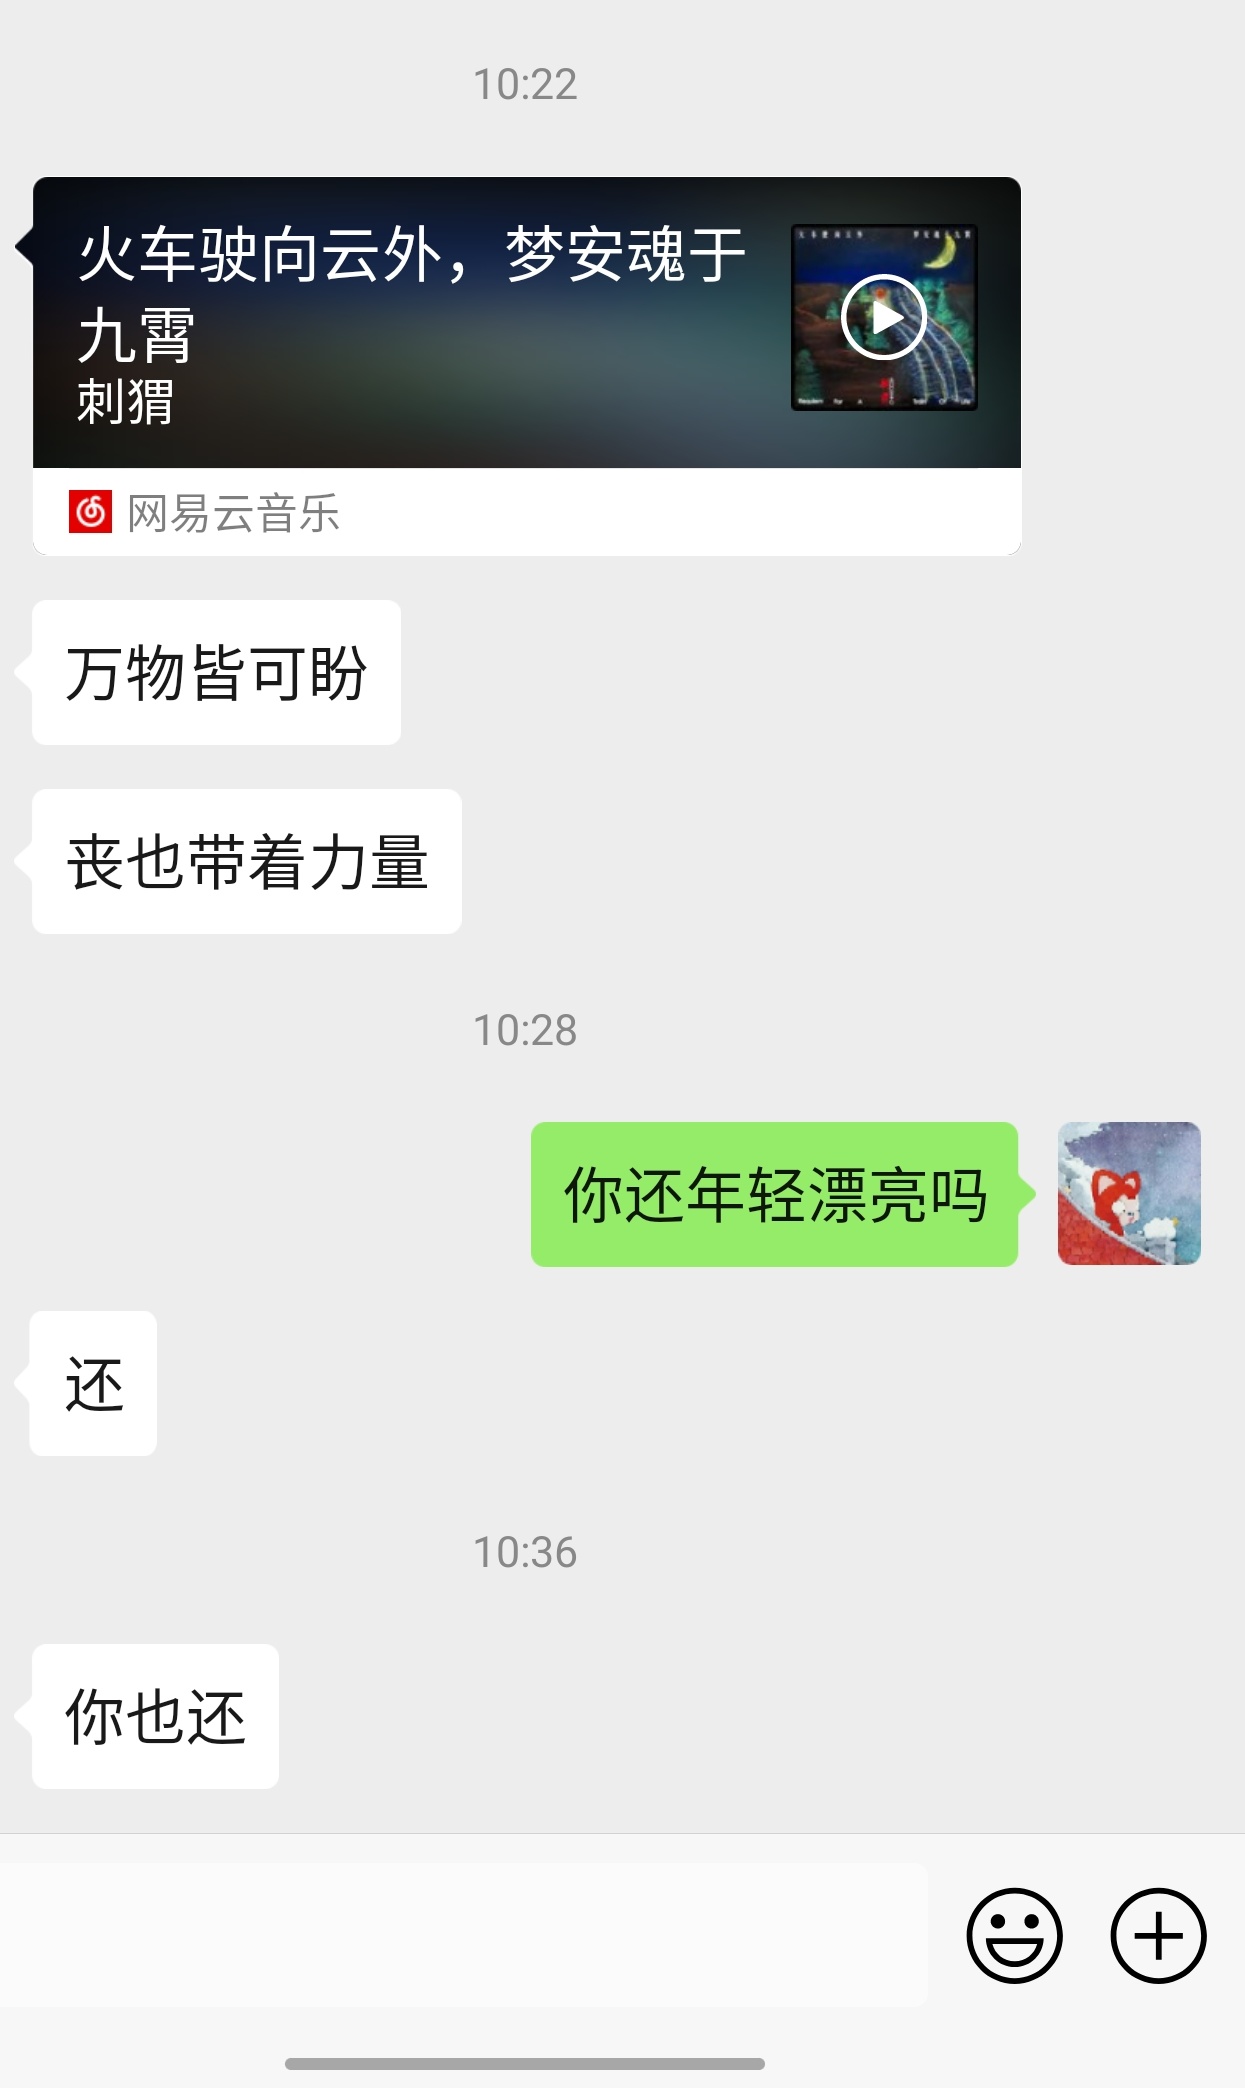 10:22
火车驶向云外，梦安魂于
九霄
刺猬
网易云音乐
万物皆可盼
丧也带着力量
10:28
你还年轻漂亮吗
还
10:36
你也还